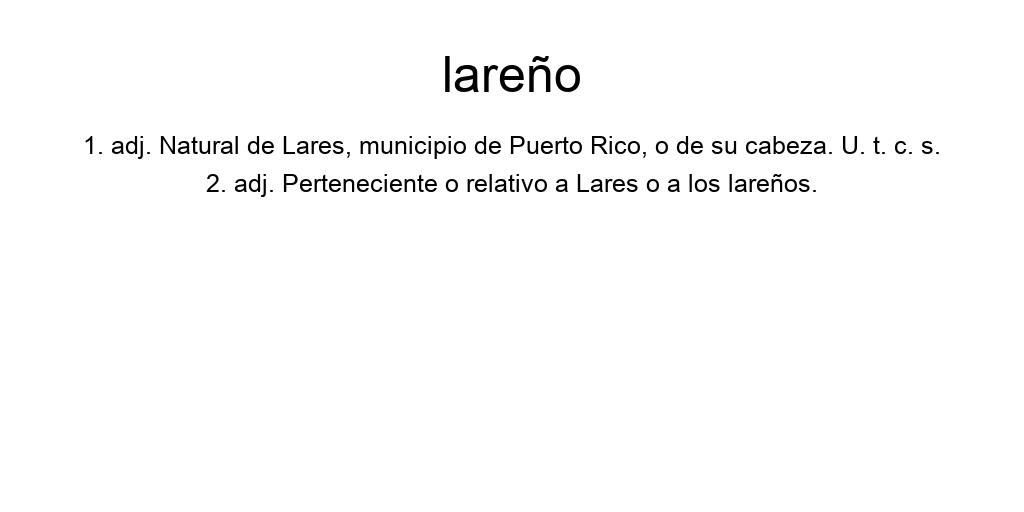 lareño
1. adj. Natural de Lares, municipio de Puerto Rico, o de su cabeza. U. t. c. s.
2. adj. Perteneciente o relativo a Lares o a los lareños.